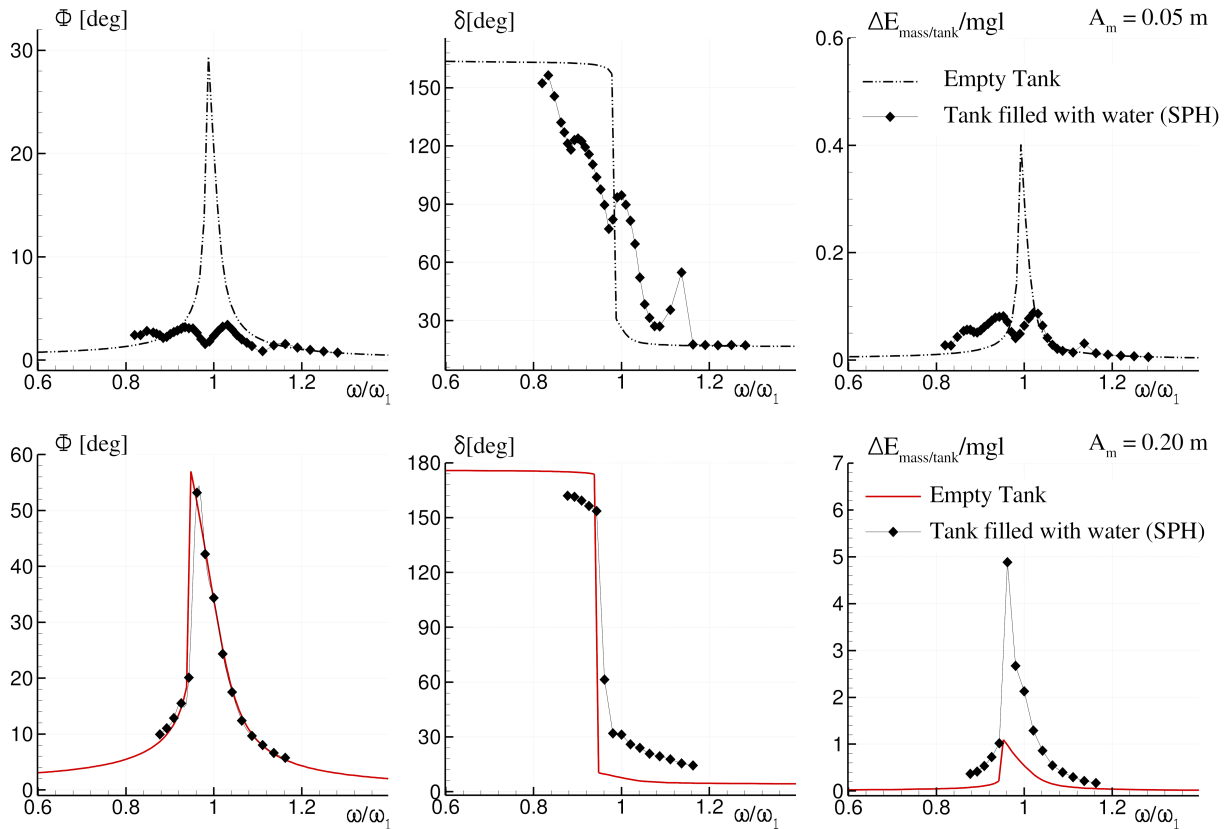 Φ [deg]
30
20
10
0
0.6 0.8 1 1.2 ω/ω1
δ[deg]
150
120
90
60
30
0
0.6 0.8 1 1.2 ω/ω1
ΔEmass/tank/mgl
Am = 0.05 m
0.6
Empty Tank
Tank filled with water (SPH)
0.4
0.2
0
0.6 0.8 1 1.2 ω/ω1
Φ [deg]
60
50
40
30
20
10
0
0.6 0.8 1 1.2 ω/ω1
δ[deg]
180
150
120
90
60
30
0
0.6 0.8 1 1.2 ω/ω1
ΔEmass/tank/mgl
Am = 0.20 m
7
Empty Tank
6
Tank filled with water (SPH)
5
4
3
2
1
0
0.6 0.8 1 1.2 ω/ω1